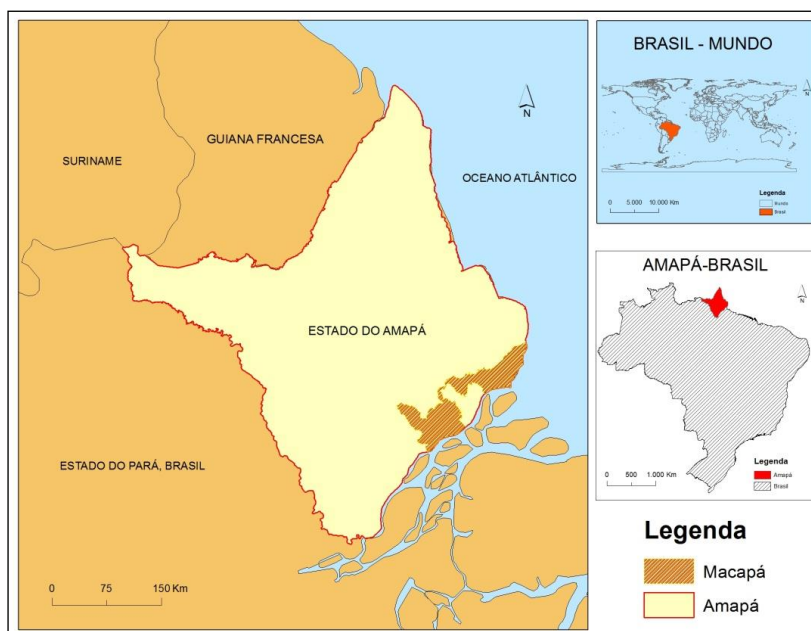 SURINAME
GUIANA FRANCESA
OCEANO ATLÂNTICO
N
ESTADO DO AMAPÁ
ESTADO DO PARÁ, BRASIL
0 75 150 Km
BRASIL - MUNDO
N
0 5.000 10.000 Km
Legenda
Mundo
Brasil
AMAPÁ-BRASIL
N
0 500 1.000 Km
Legenda
Amapá
Brasil
Legenda
Macapá
Amapá